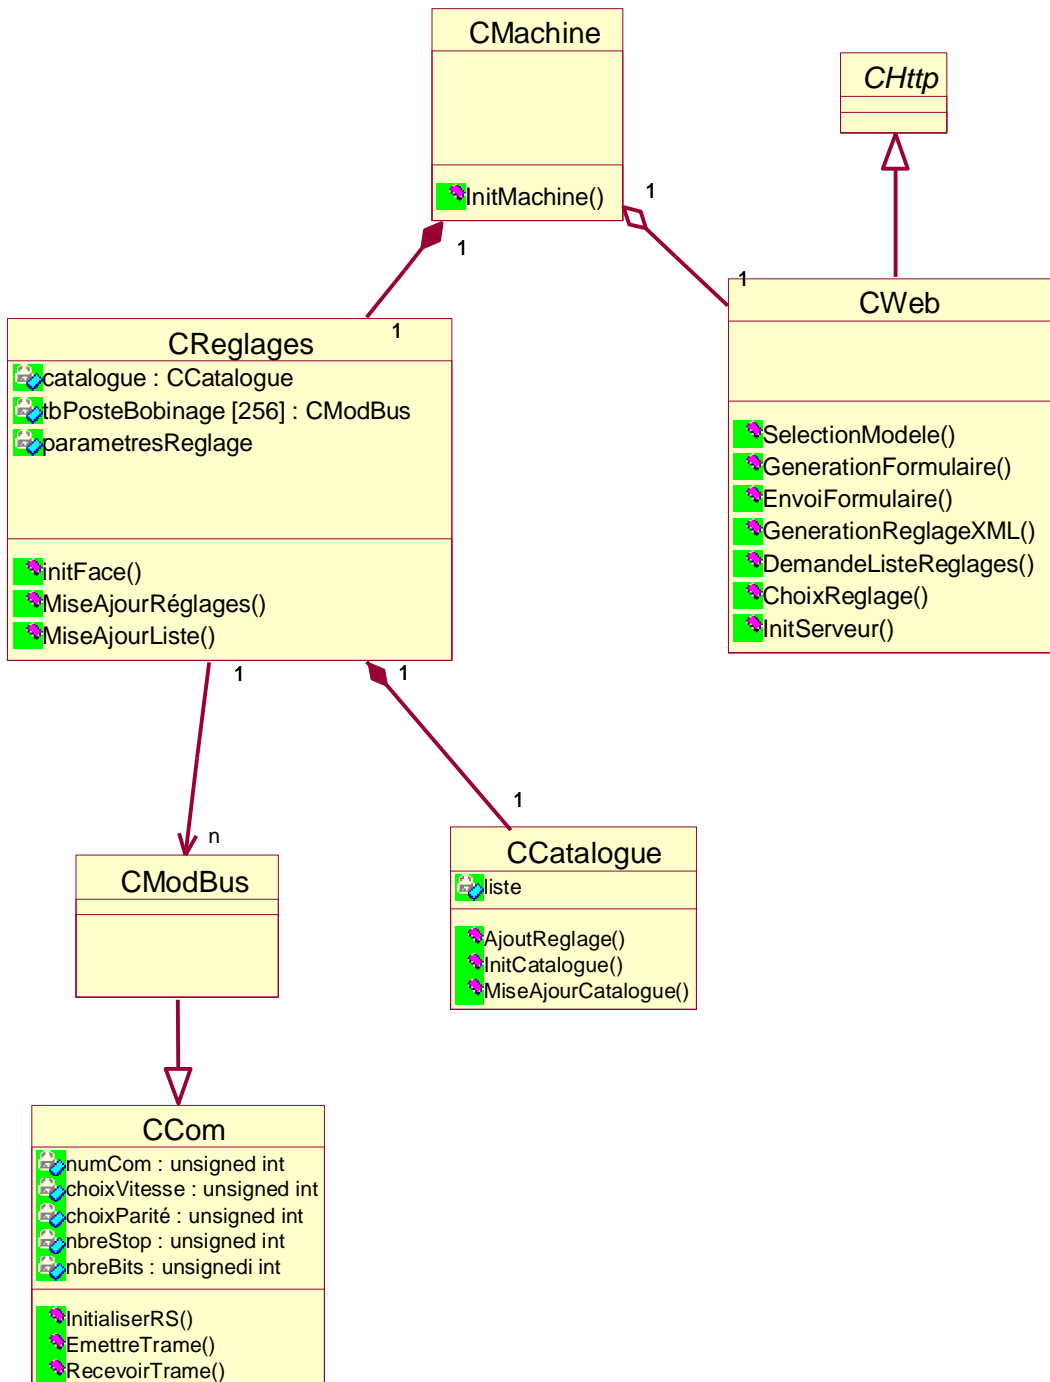 CMachine
InitMachine()
CHttp
1
1
1
1
CWeb
SelectionModele()
GenerationFormulaire()
EnvoiFormulaire()
GenerationReglageXML()
DemandeListeReglages()
ChoixReglage()
InitServeur()
CReglages
catalogue : CCatalogue
tbPosteBobinage [256] : CModBus
parametresReglage
initFace()
MiseAjourRéglages()
MiseAjourListe()
1
1
n
1
CModBus
CCatalogue
liste
AjoutReglage()
InitCatalogue()
MiseAjourCatalogue()
CCom
numCom : unsigned int
choixVitesse : unsigned int
choixParité : unsigned int
nbreStop : unsigned int
nbreBits : unsignedi int
InitialiserRS()
EmettreTrame()
RecevoirTrame()